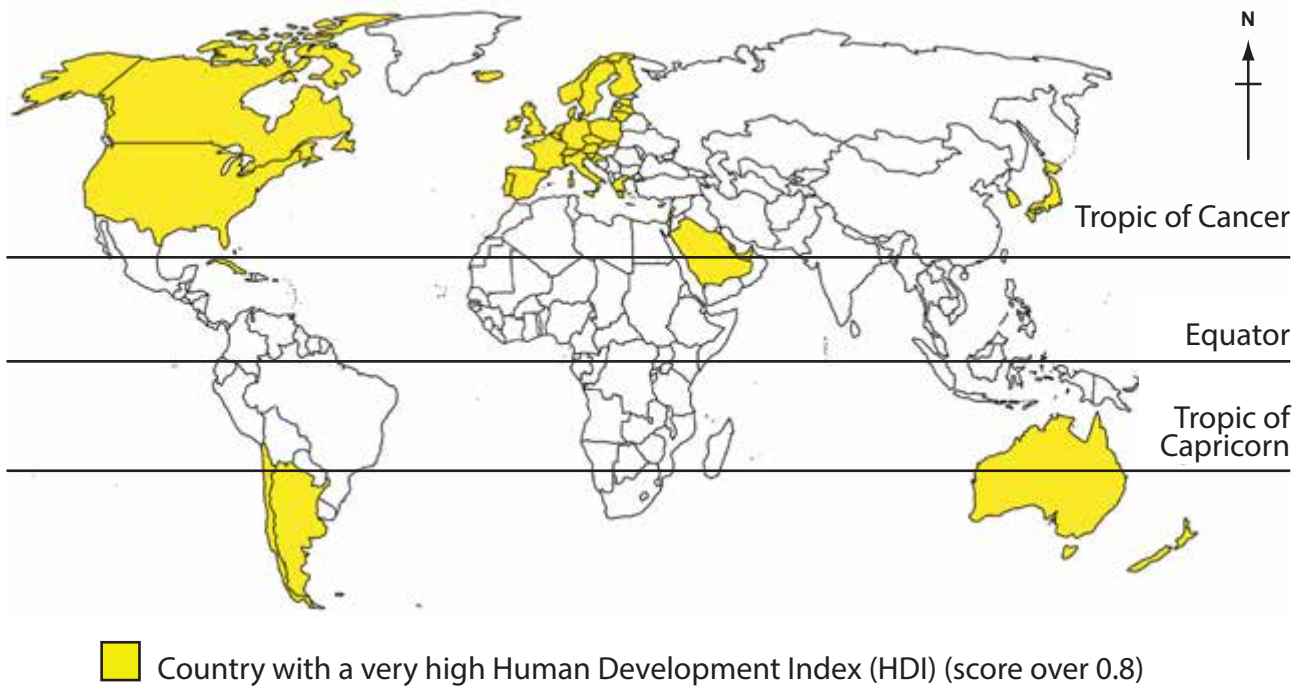 N
Tropic of Cancer
Equator
Tropic of
Capricorn
Country with a very high Human Development Index (HDI) (score over 0.8)